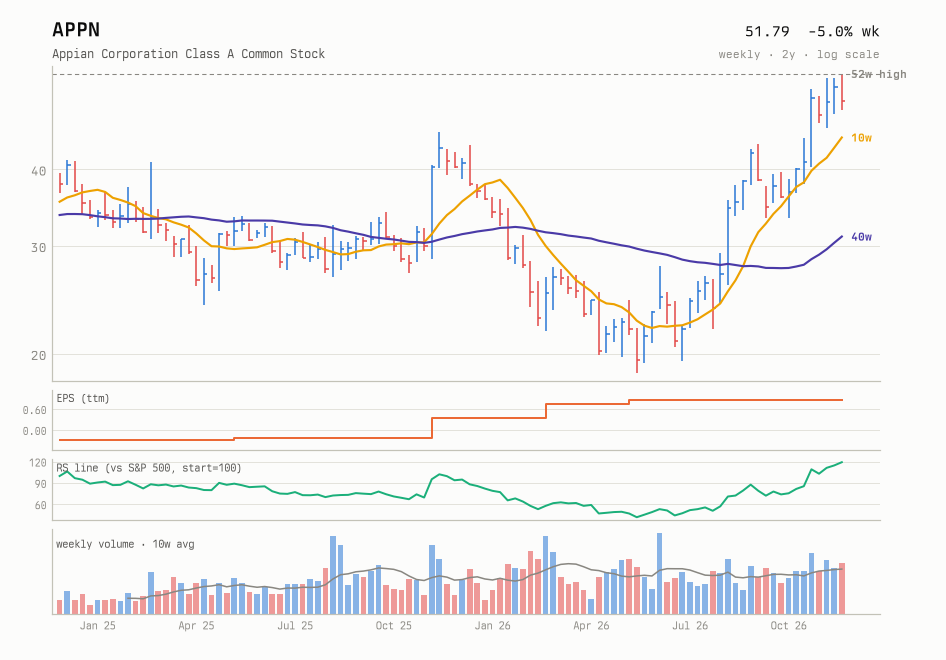 APPN
51.79 -5.0% wk
Appian Corporation Class A Common Stock
weekly · 2y · log scale
52w high
10w
40
40w
30
20
EPS (ttm)
0.60
0.00
RS line (vs S&P 500, start=100)
120
90
60
weekly volume · 10w avg
Jan 25 Apr 25 Jul 25 Oct 25 Jan 26 Apr 26 Jul 26 Oct 26